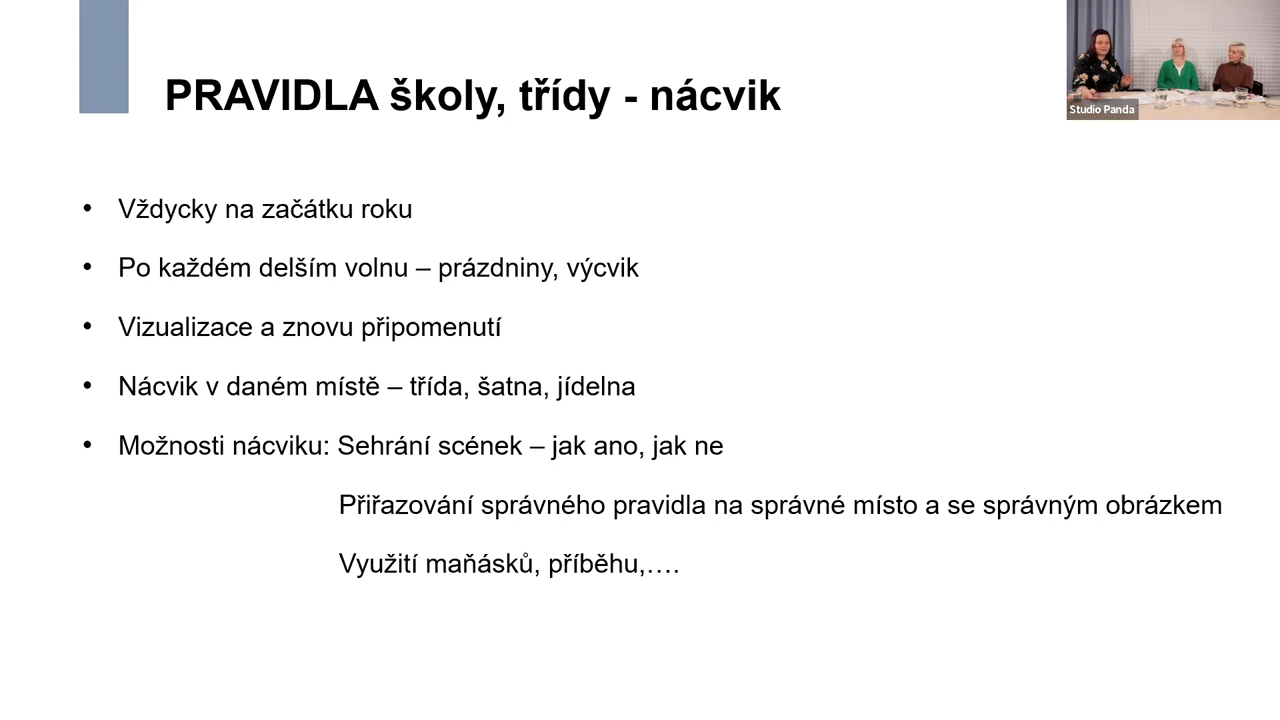 PRAVIDLA školy, třídy - nácvik
Studio Panda
• Vždycky na začátku roku
• Po každém delším volnu – prázdniny, výcvik
• Vizualizace a znovu připomenutí
• Nácvik v daném místě – třída, šatna, jídelna
• Možnosti nácviku: Sehrání scének – jak ano, jak ne
Přiřazování správného pravidla na správné místo a se správným obrázkem
Využití maňásků, příběhu,….